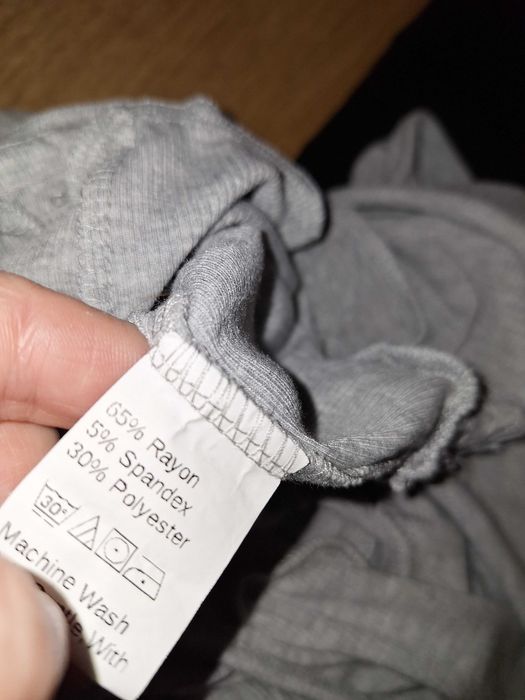 65% Rayon
5% Spandex
30% Polyester
30°
Machine Wash
With